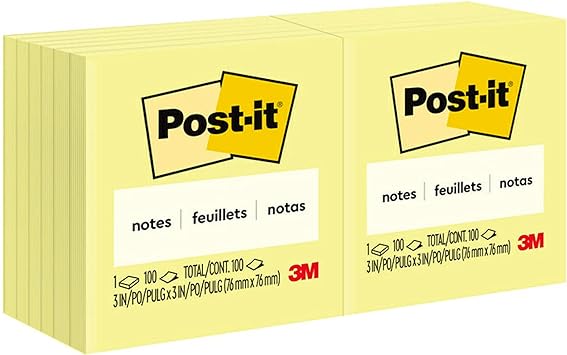 Post-it®
notes | feuillets | notas
1 100 TOTAL/CONT. 100
3 IN/PO/PULG x 3 IN/PO/PULG (76 mm x 76 mm)
3M
Post-it®
notes | feuillets | notas
1 100 TOTAL/CONT. 100
3 IN/PO/PULG x 3 IN/PO/PULG (76 mm x 76 mm)
3M